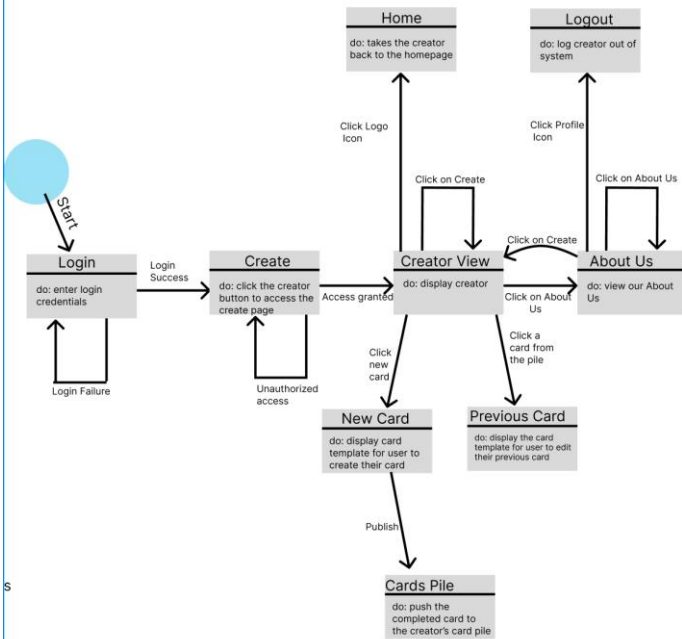 Home
do: takes the creator
back to the homepage
Logout
do: log creator out of
system
Click Logo
Icon
Click Profile
Icon
Click on Create
Click on About Us
Start
Login
do: enter login
credentials
Login
Success
Login Failure
Create
do: click the creator
button to access the
create page
Unauthorized
access
Access granted
Creator View
do: display creator
Click on Create
Click on About
Us
About Us
do: view our About
Us
Click
new
card
Click a
card from
the pile
New Card
do: display card
template for user to
create their card
Previous Card
do: display the card
template for user to edit
their previous card
Publish
Cards Pile
do: push the
completed card to
the creator's card pile
s